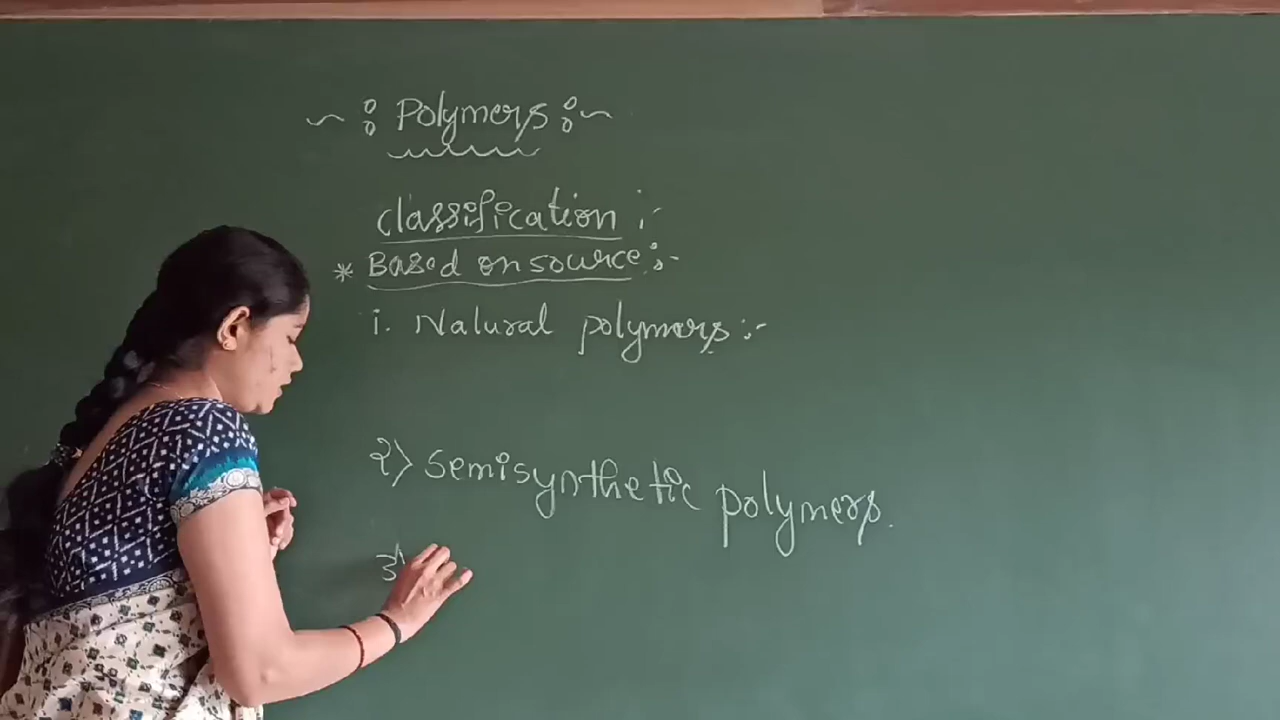 ~ : Polymers : ~
classification :-
* Based on source :-
i. Natural polymers :-
2) Semisynthetic polymers.
3)